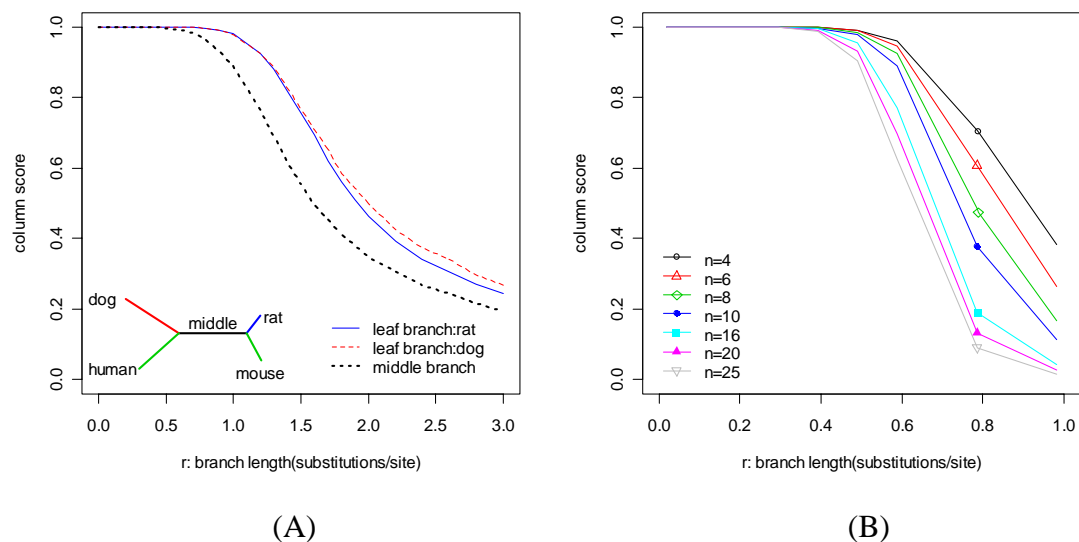 column score
0.0 0.2 0.4 0.6 0.8 1.0
dog
middle
rat
human
mouse
leaf branch:rat
leaf branch:dog
middle branch
0.0 0.5 1.0 1.5 2.0 2.5 3.0
r: branch length(substitutions/site)
(A)
column score
0.0 0.2 0.4 0.6 0.8 1.0
n=4
n=6
n=8
n=10
n=16
n=20
n=25
0.0 0.2 0.4 0.6 0.8 1.0
r: branch length(substitutions/site)
(B)